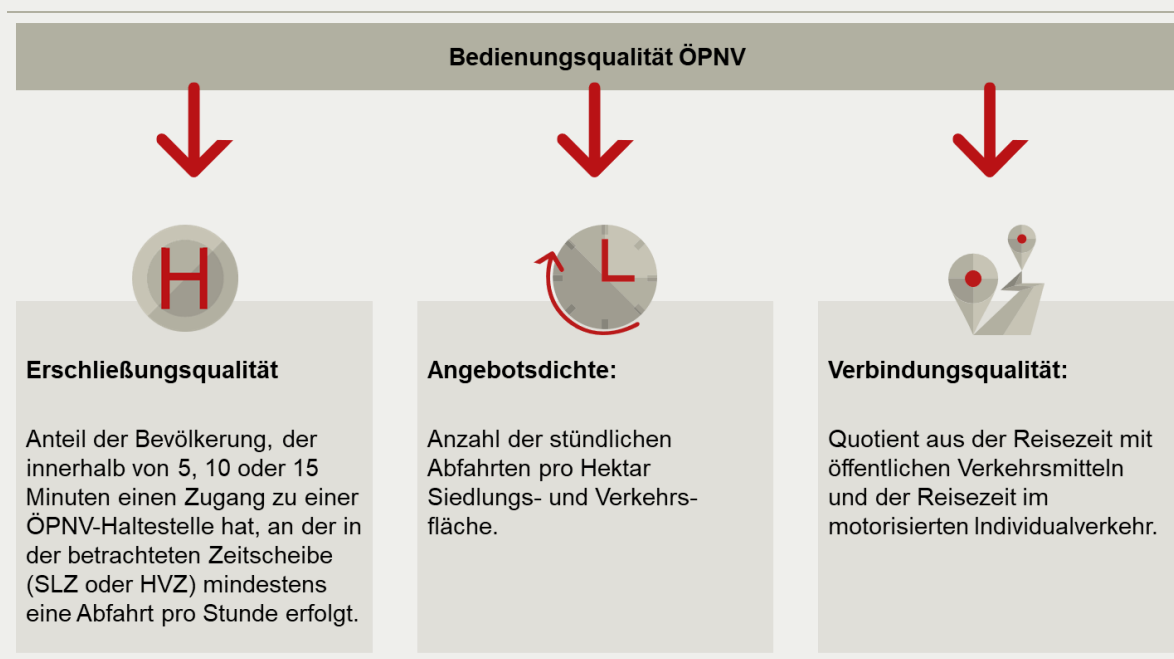 Bedienungsqualität ÖPNV
H
Erschließungsqualität
Anteil der Bevölkerung, der
innerhalb von 5, 10 oder 15
Minuten einen Zugang zu einer
ÖPNV-Haltestelle hat, an der in
der betrachteten Zeitscheibe
(SLZ oder HVZ) mindestens
eine Abfahrt pro Stunde erfolgt.
Angebotsdichte:
Anzahl der stündlichen
Abfahrten pro Hektar
Siedlungs- und Verkehrs-
fläche.
Verbindungsqualität:
Quotient aus der Reisezeit mit
öffentlichen Verkehrsmitteln
und der Reisezeit im
motorisierten Individualverkehr.